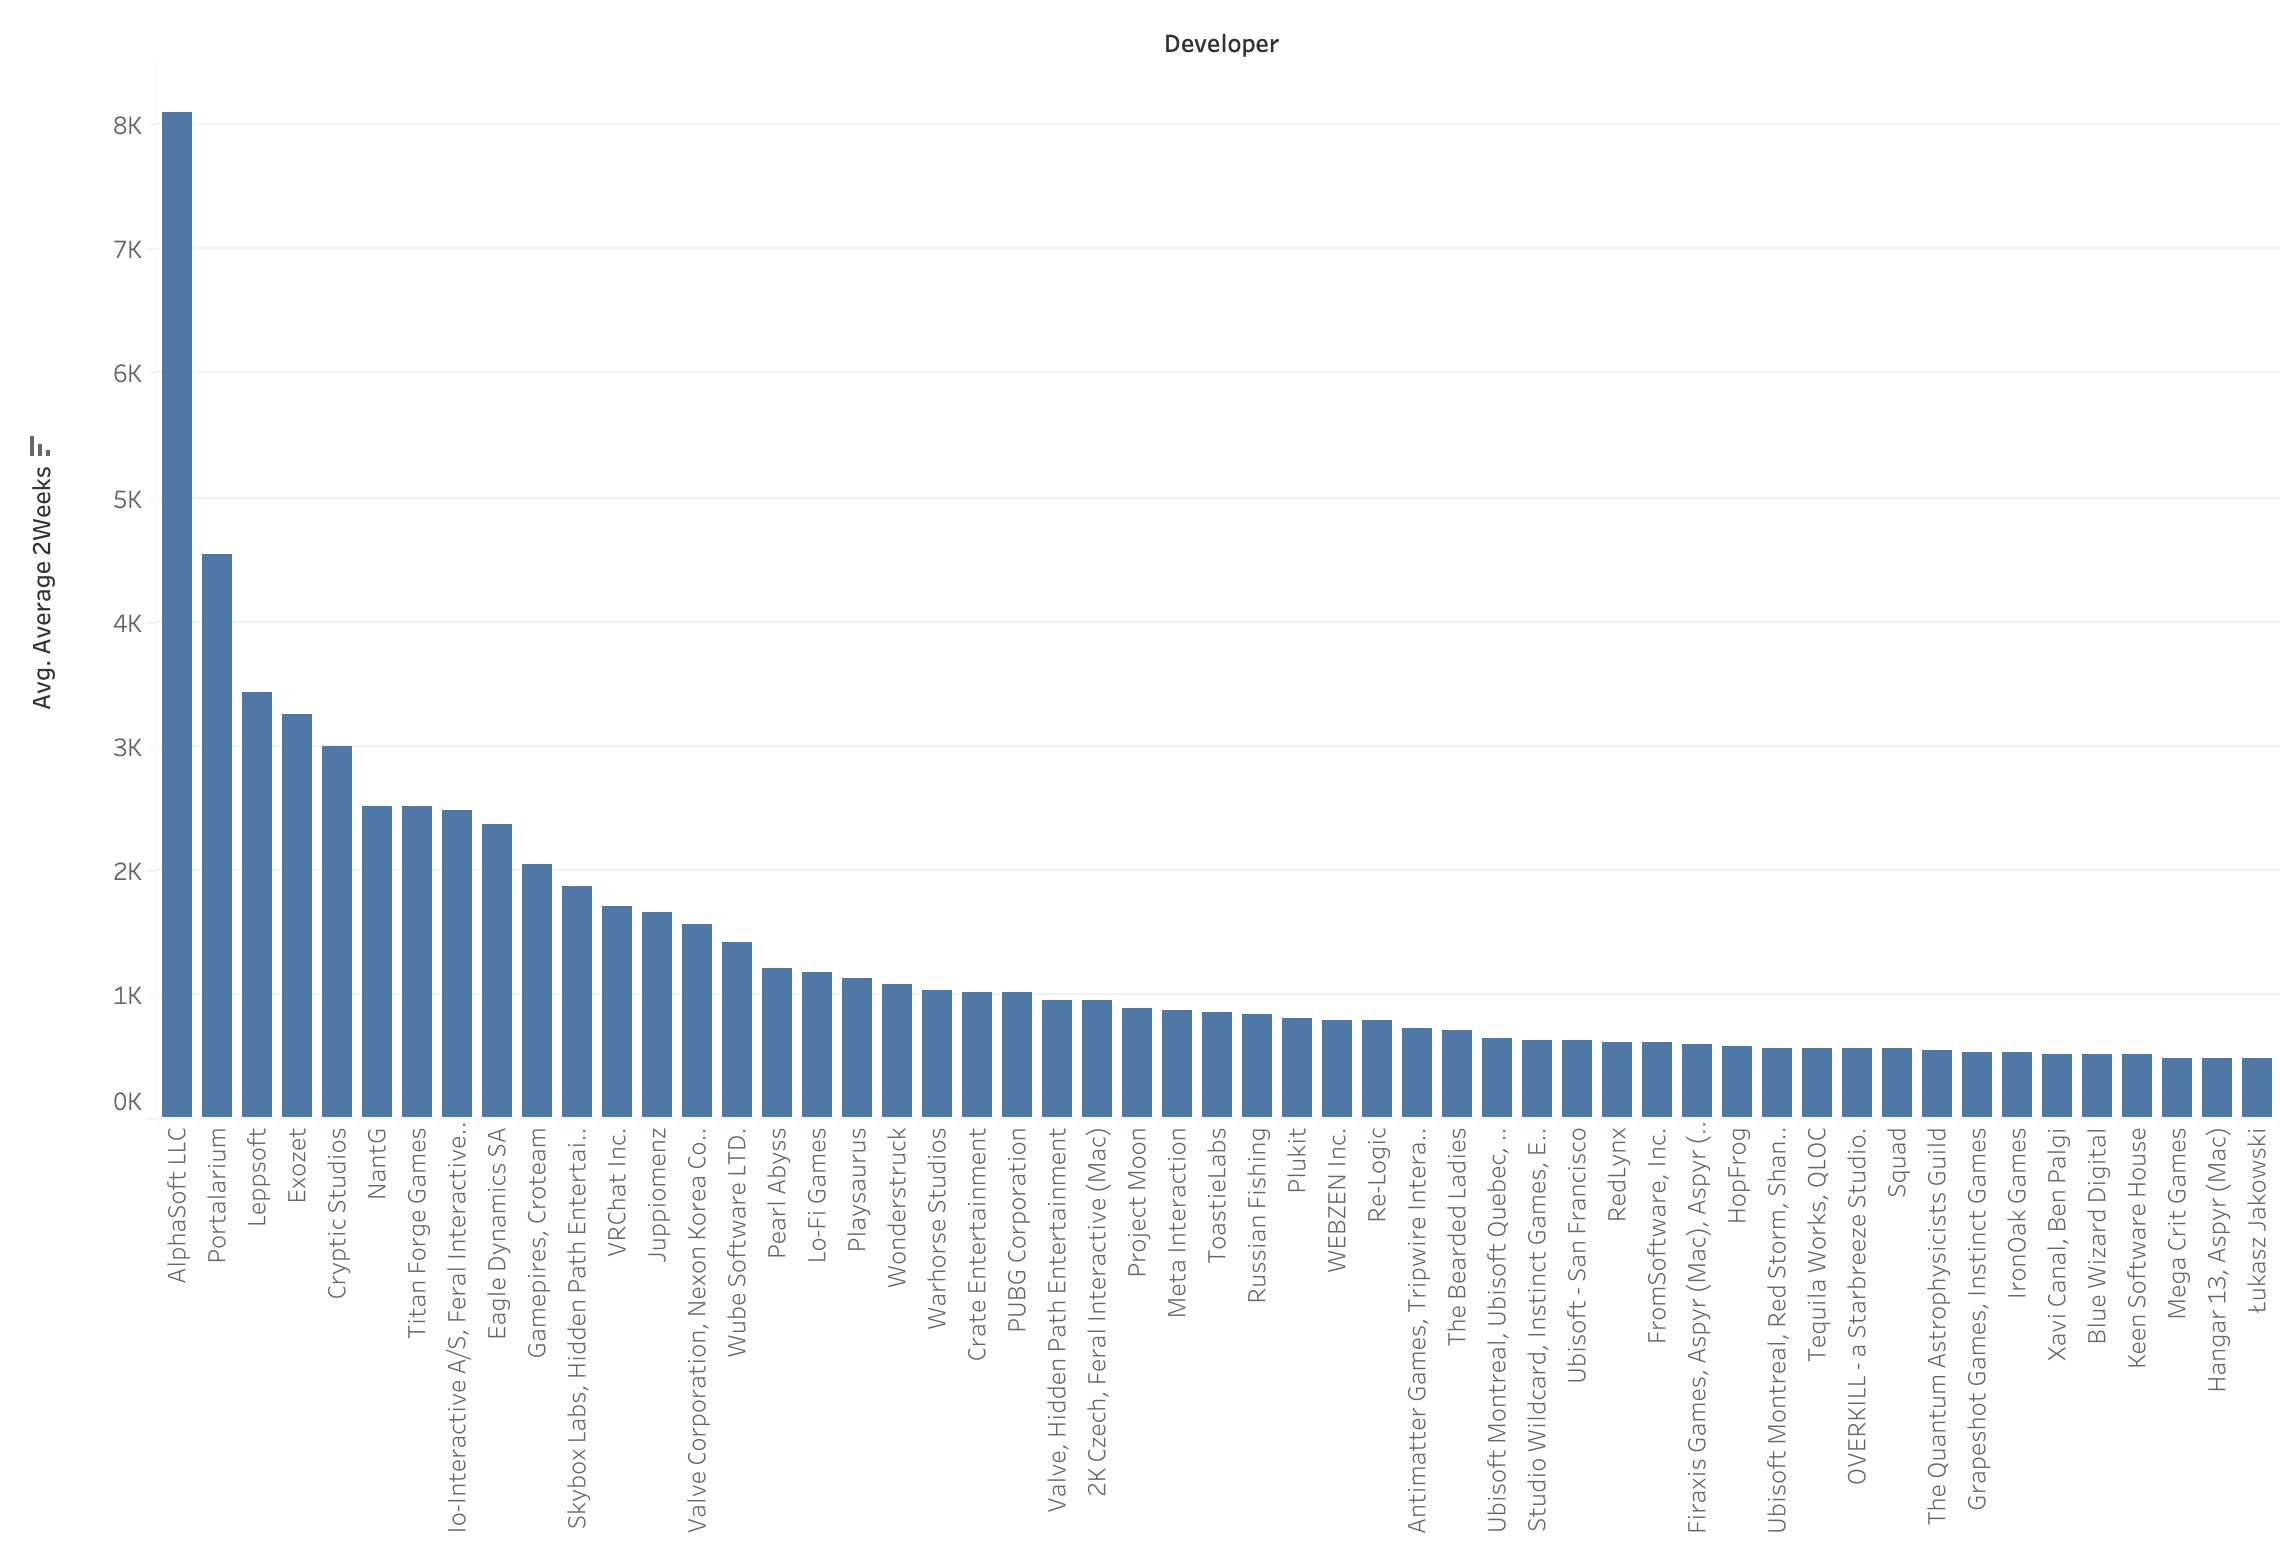 Developer
Avg. Average 2Weeks
8K
7K
6K
5K
4K
3K
2K
1K
0K
AlphaSoft LLC
Portalarium
Leppsoft
Exozet
Cryptic Studios
NantG
Titan Forge Games
Io-Interactive A/S, Feral Interactive..
Eagle Dynamics SA
Gamepires, Croteam
Skybox Labs, Hidden Path Entertai..
VRChat Inc.
Juppiomenz
Valve Corporation, Nexon Korea Co..
Wube Software LTD.
Pearl Abyss
Lo-Fi Games
Playsaurus
Wonderstruck
Warhorse Studios
Crate Entertainment
PUBG Corporation
Valve, Hidden Path Entertainment
2K Czech, Feral Interactive (Mac)
Project Moon
Meta Interaction
ToastieLabs
Russian Fishing
Plukit
WEBZEN Inc.
Re-Logic
Antimatter Games, Tripwire Intera..
The Bearded Ladies
Ubisoft Montreal, Ubisoft Quebec, ..
Studio Wildcard, Instinct Games, E..
Ubisoft - San Francisco
RedLynx
FromSoftware, Inc.
Firaxis Games, Aspyr (Mac), Aspyr (..
HopFrog
Ubisoft Montreal, Red Storm, Shan..
Tequila Works, QLOC
OVERKILL - a Starbreeze Studio.
Squad
The Quantum Astrophysicists Guild
Grapeshot Games, Instinct Games
IronOak Games
Xavi Canal, Ben Palgi
Blue Wizard Digital
Keen Software House
Mega Crit Games
Hangar 13, Aspyr (Mac)
Łukasz Jakowski